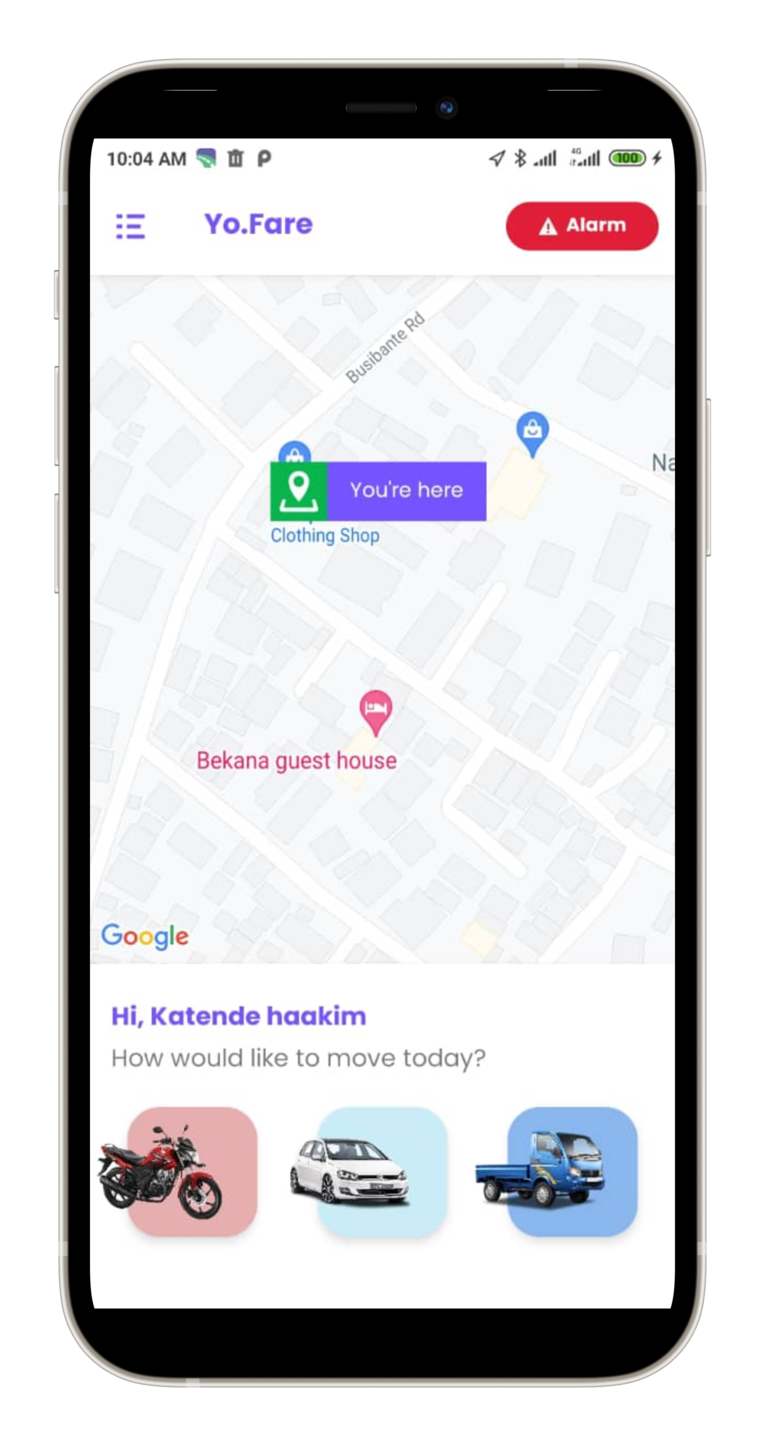 10:04 AM
4G
100
Yo.Fare
Alarm
Busibante Rd
Na
You're here
Clothing Shop
Bekana guest house
Google
Hi, Katende haakim
How would like to move today?